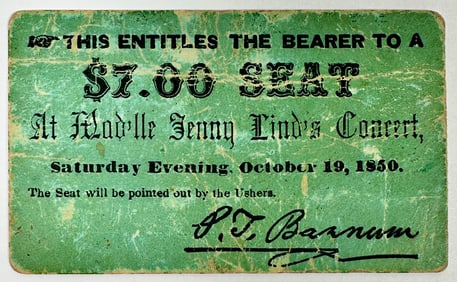 ☞ THIS ENTITLES THE BEARER TO A
$7.00 SEAT
At Mad'lle Jenny Lind's Concert,
Saturday Evening, October 19, 1850.
The Seat will be pointed out by the Ushers.
P. T. Barnum